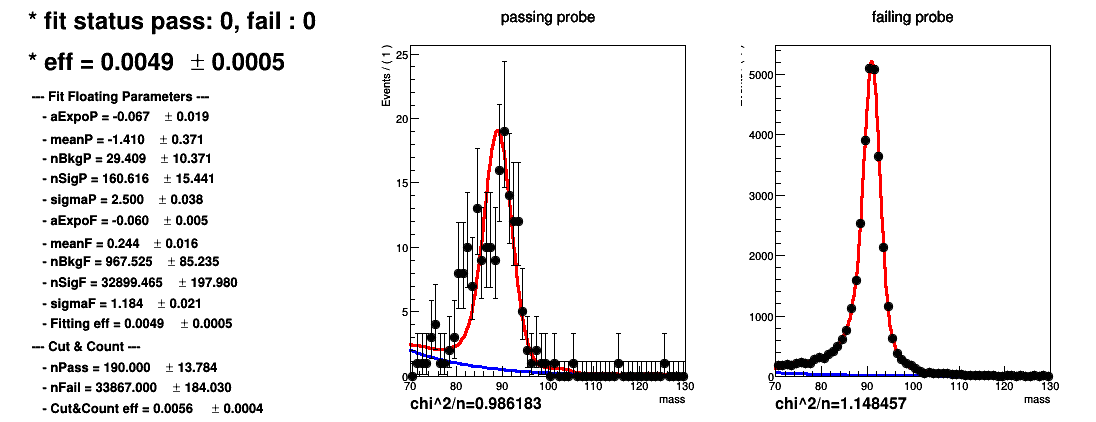 * fit status pass: 0, fail : 0
* eff = 0.0049 ± 0.0005
--- Fit Floating Parameters ---
- aExpoP = -0.067 ± 0.019
- meanP = -1.410 ± 0.371
- nBkgP = 29.409 ± 10.371
- nSigP = 160.616 ± 15.441
- sigmaP = 2.500 ± 0.038
- aExpoF = -0.060 ± 0.005
- meanF = 0.244 ± 0.016
- nBkgF = 967.525 ± 85.235
- nSigF = 32899.465 ± 197.980
- sigmaF = 1.184 ± 0.021
- Fitting eff = 0.0049 ± 0.0005
--- Cut & Count ---
- nPass = 190.000 ± 13.784
- nFail = 33867.000 ± 184.030
- Cut&Count eff = 0.0056 ± 0.0004
passing probe
Events / ( 1 )
25
20
15
10
5
0
70 80 90 100 110 120 130
mass
chi^2/n=0.986183
failing probe
5000
4000
3000
2000
1000
0
70 80 90 100 110 120 130
mass
chi^2/n=1.148457